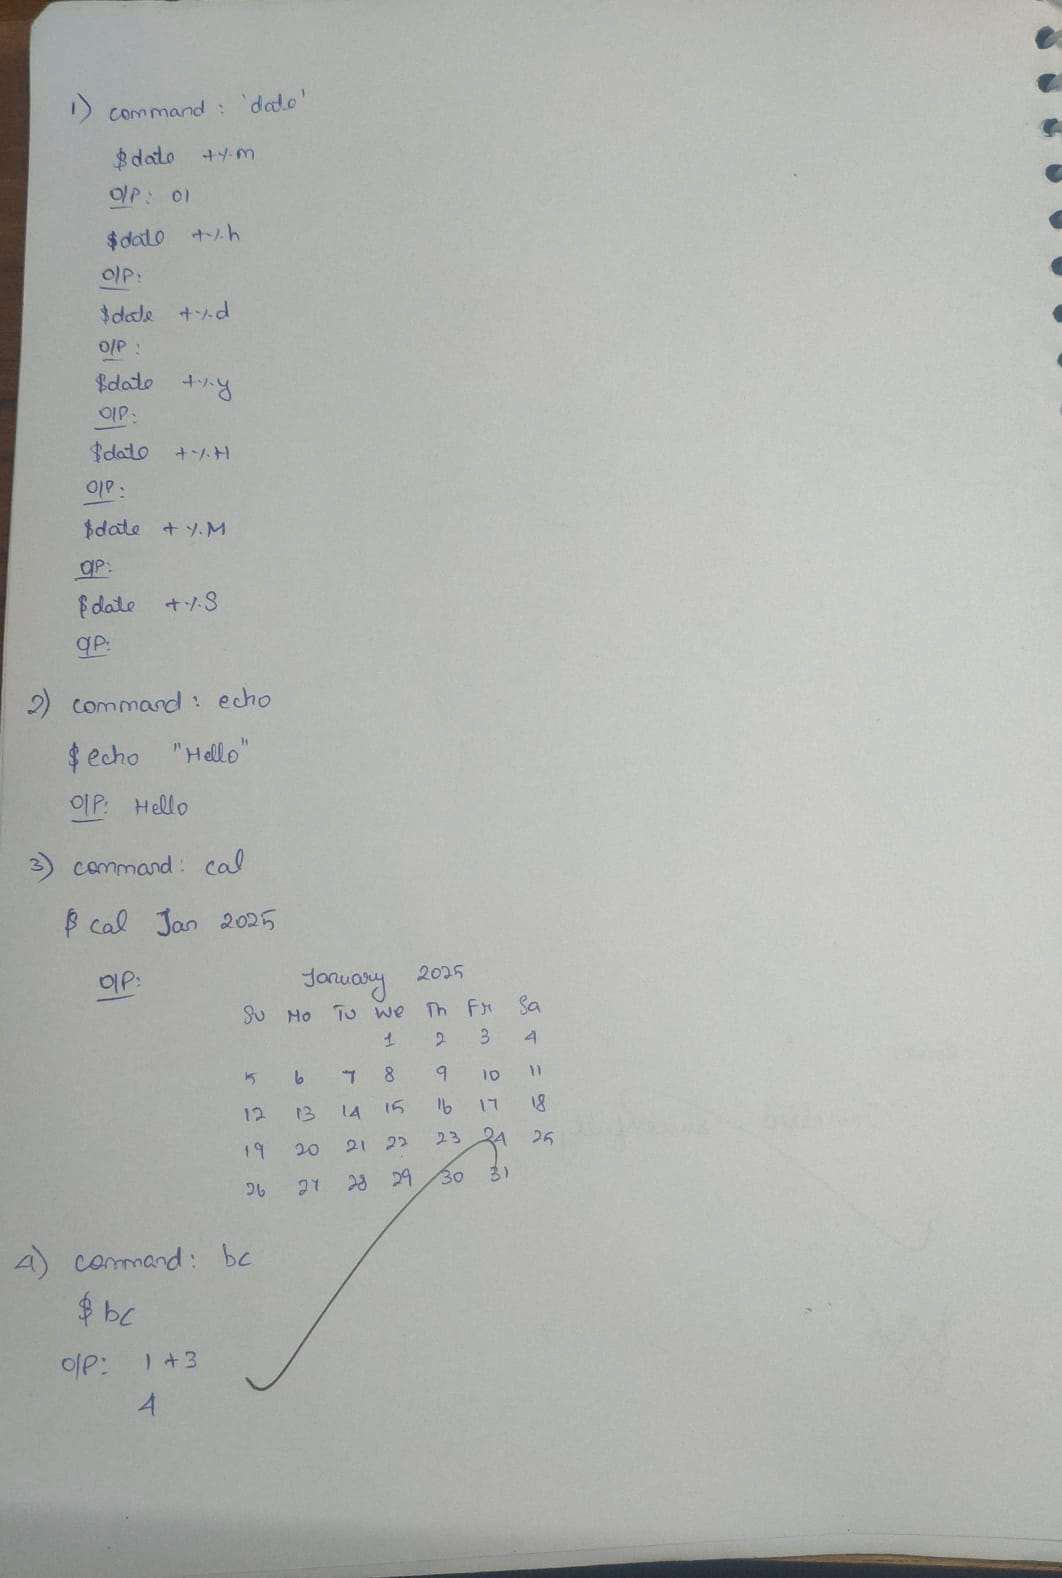 1) command : 'date'
$date +%m
O/P: 01
$date +%h
O/P:
$date +%d
O/P:
$date +%y
O/P:
$date +%H
O/P:
$date +%M
O/P:
$date +%S
O/P:
2) command : echo
$ echo "Hello"
O/P: Hello
3) command: cal
$ cal Jan 2025
O/P: January 2025
Su Mo Tu We Th Fr Sa
1 2 3 4
5 6 7 8 9 10 11
12 13 14 15 16 17 18
19 20 21 22 23 24 25
26 27 28 29 30 31
4) command: bc
$ bc
O/P: 1+3
4